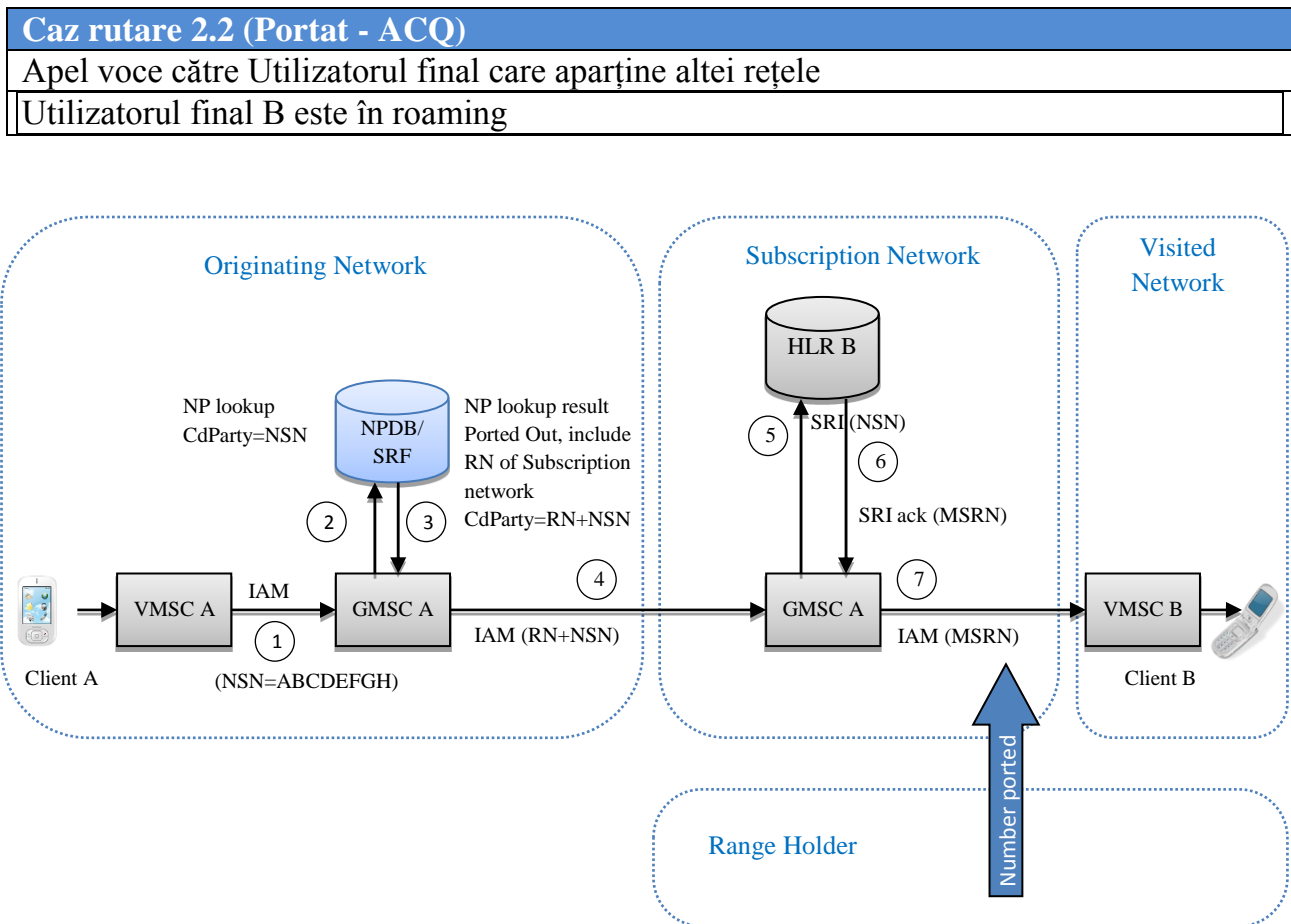 Caz rutare 2.2 (Portat - ACQ)
Apel voce către Utilizatorul final care aparține altei rețele
Utilizatorul final B este în roaming
Originating Network
Subscription Network
Visited
Network
HLR B
NP lookup
CdParty=NSN
NPDB/
SRF
NP lookup result
Ported Out, include
RN of Subscription
network
CdParty=RN+NSN
5
SRI (NSN)
6
SRI ack (MSRN)
2
3
4
7
VMSC A
IAM
GMSC A
GMSC A
VMSC B
1
IAM (RN+NSN)
IAM (MSRN)
Client A
(NSN=ABCDEFGH)
Client B
Number ported
Range Holder